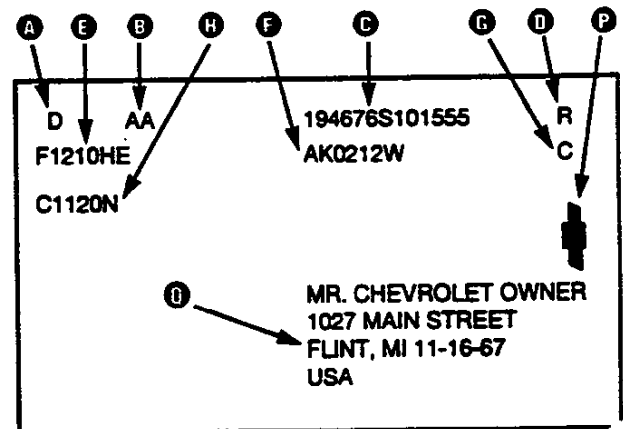 A E B H F C G D P
D AA 194676S101555 R
F1210HE AK0212W C
C1120N
O MR. CHEVROLET OWNER
1027 MAIN STREET
FLINT, MI 11-16-67
USA